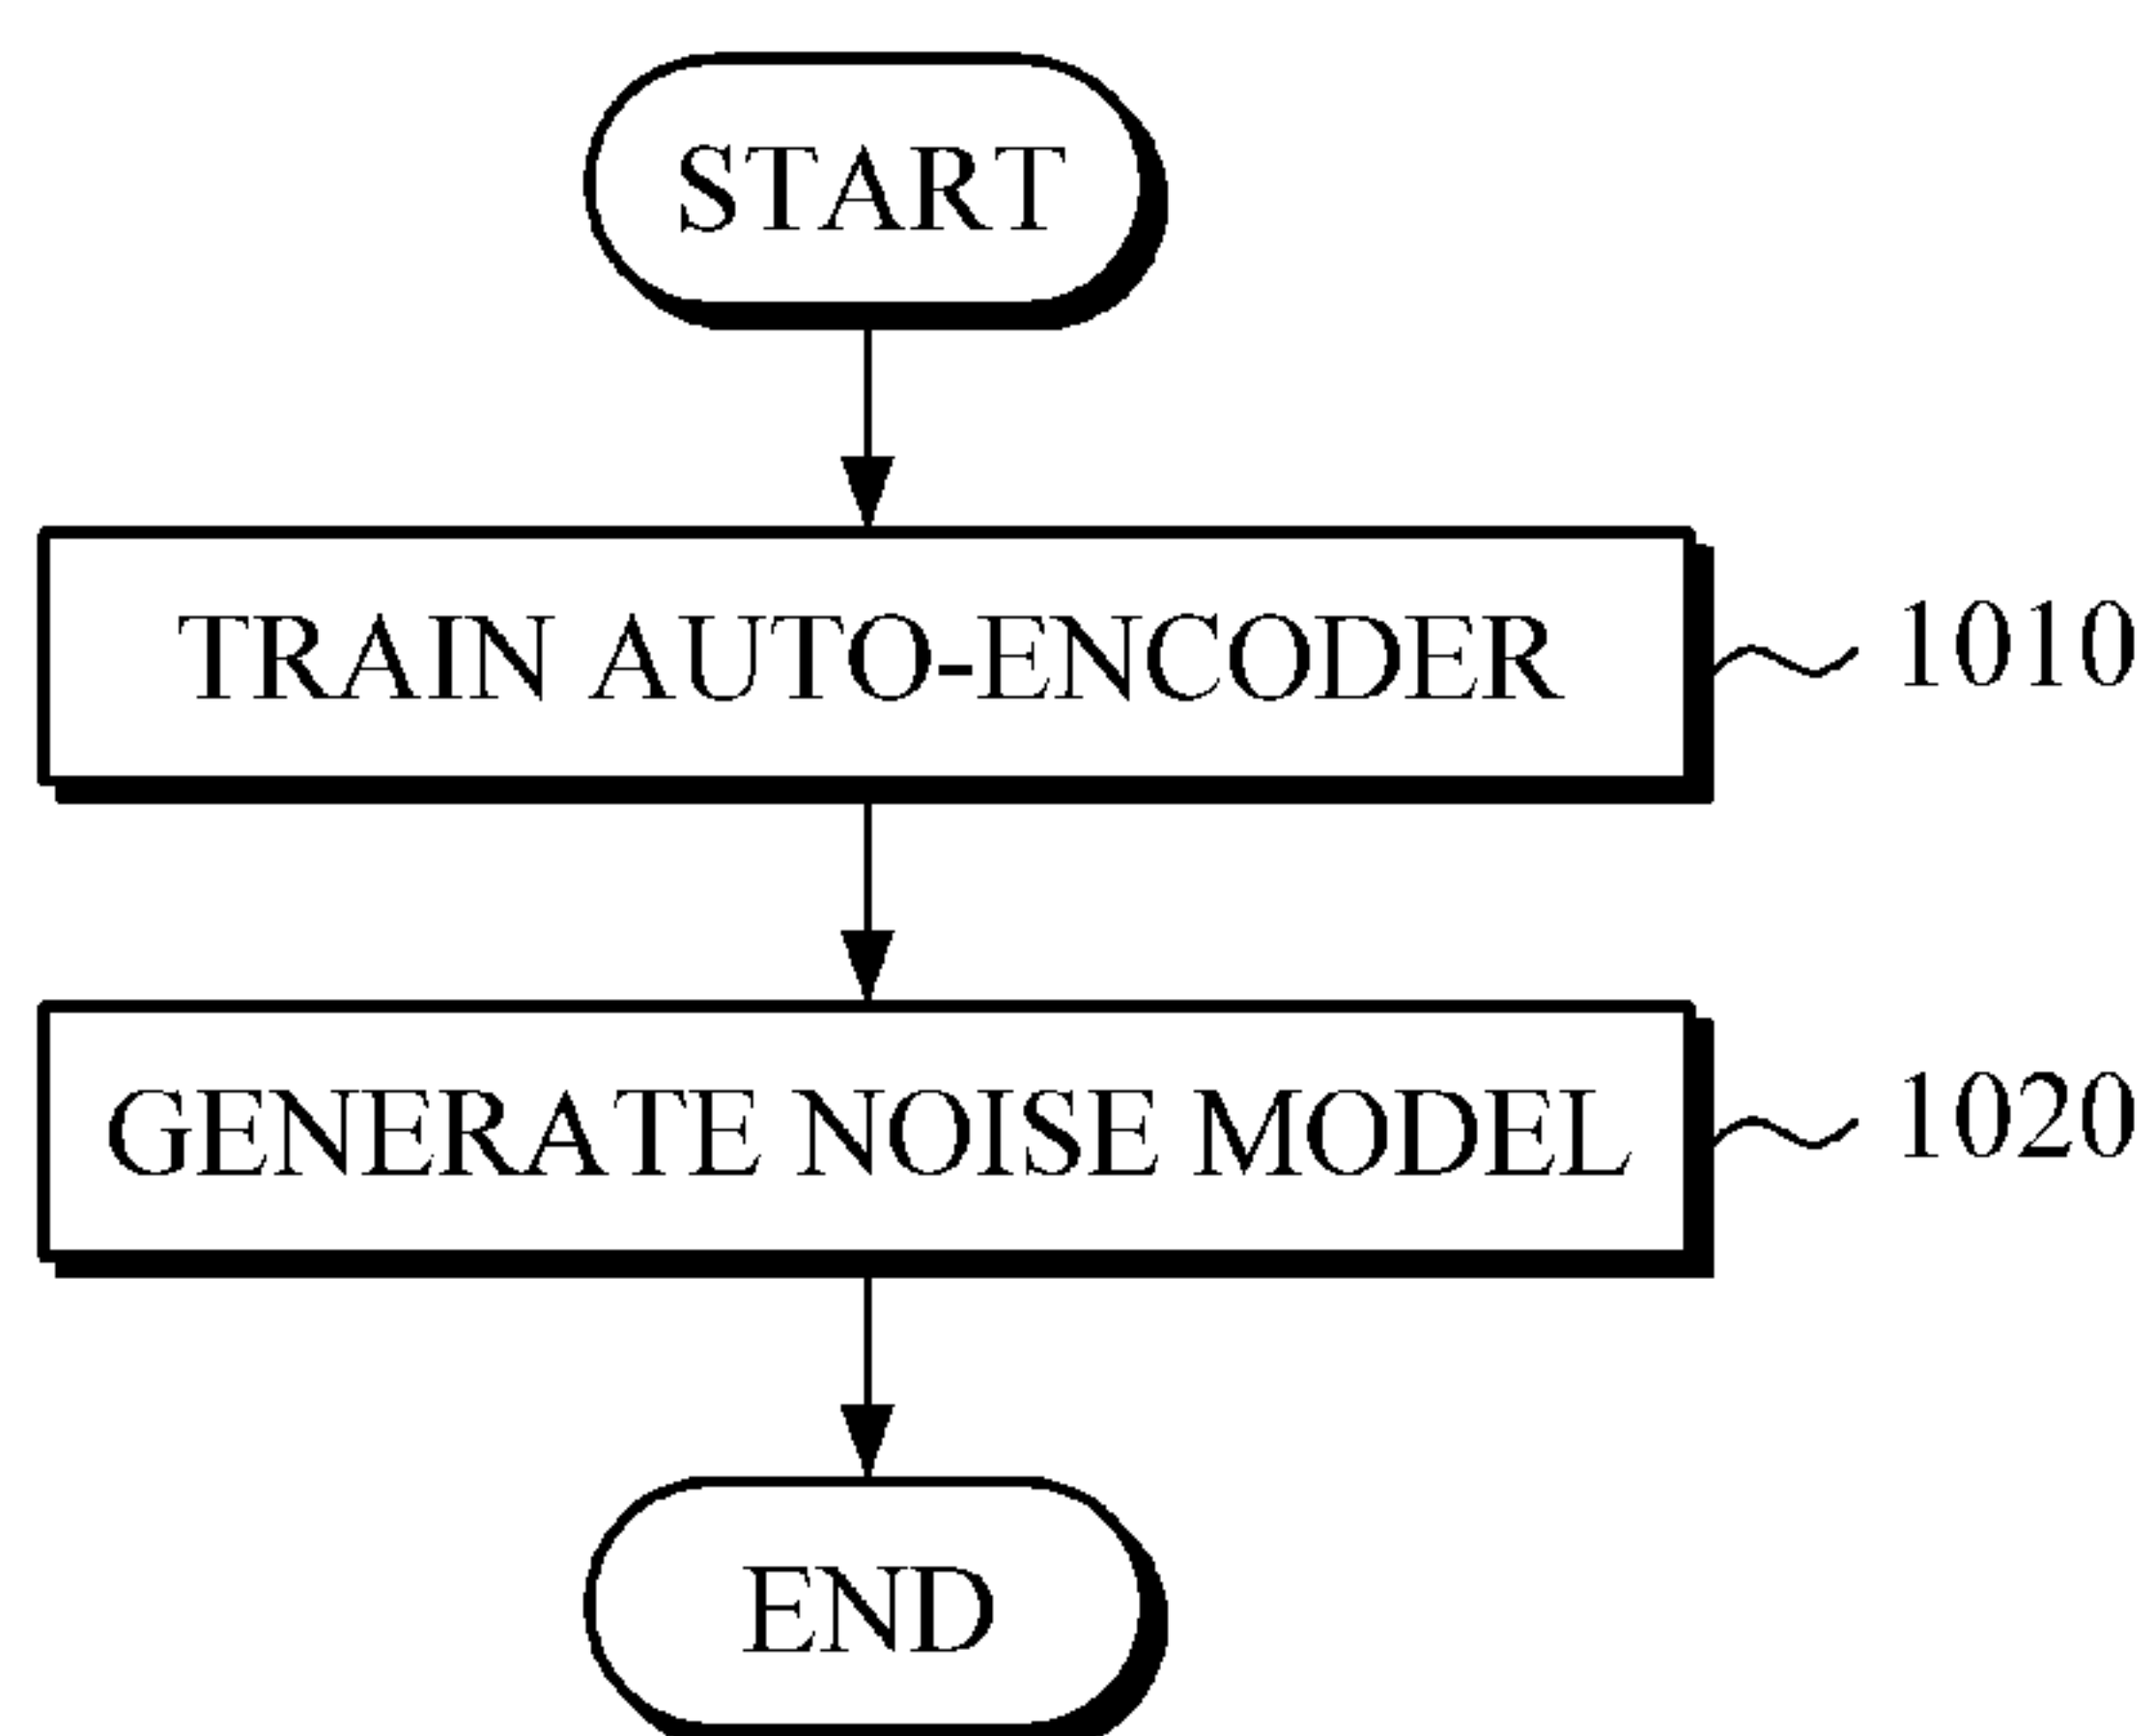 START
TRAIN AUTO-ENCODER
1010
GENERATE NOISE MODEL
1020
END